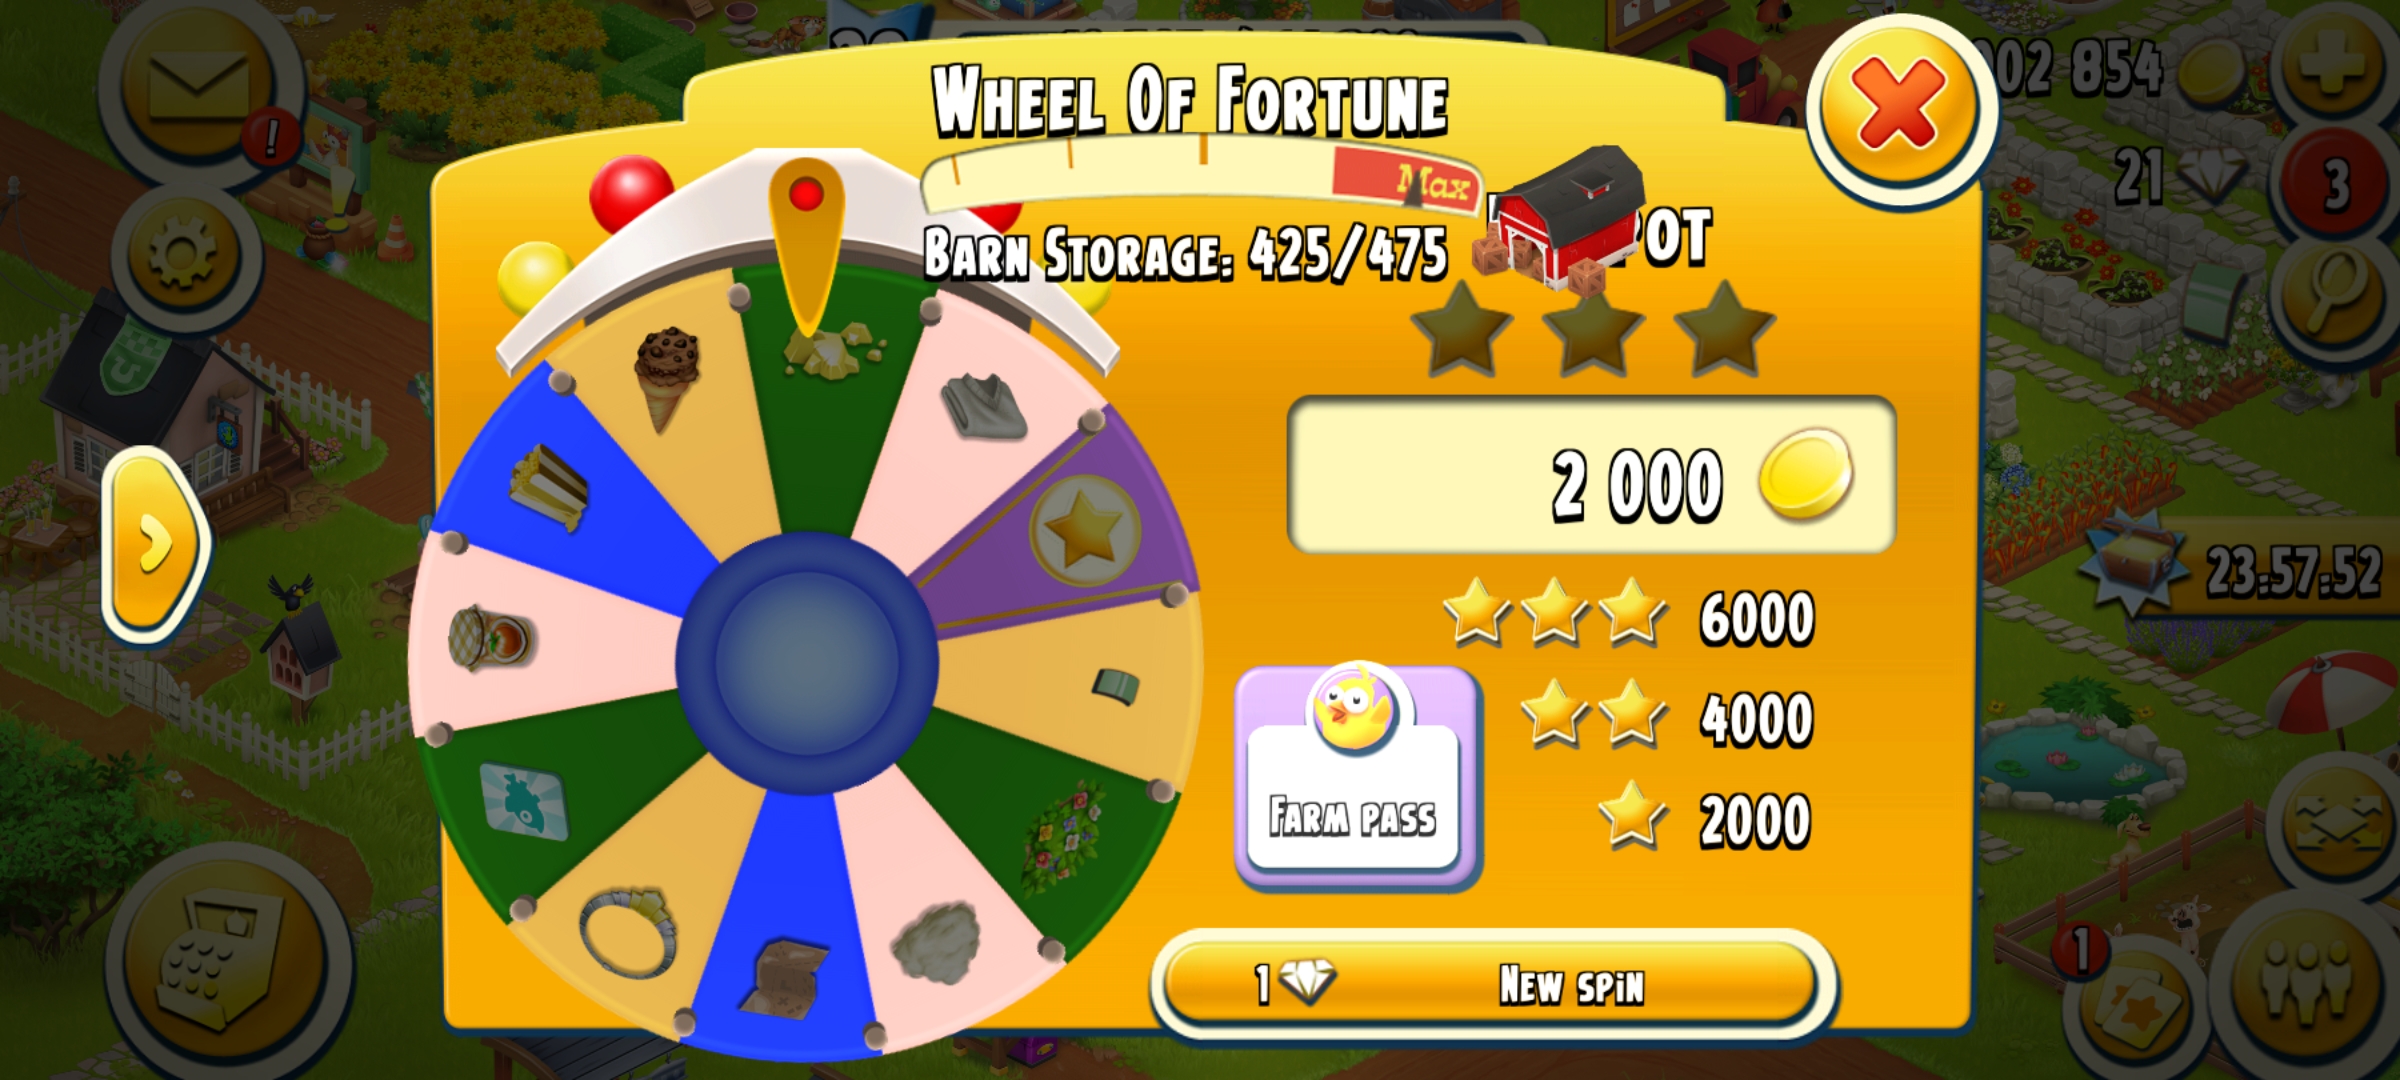 Wheel Of Fortune
02 854
Max
21
3
Barn Storage: 425/475
POT
2 000
23:57:52
6000
4000
Farm pass
2000
1 New spin
1
!